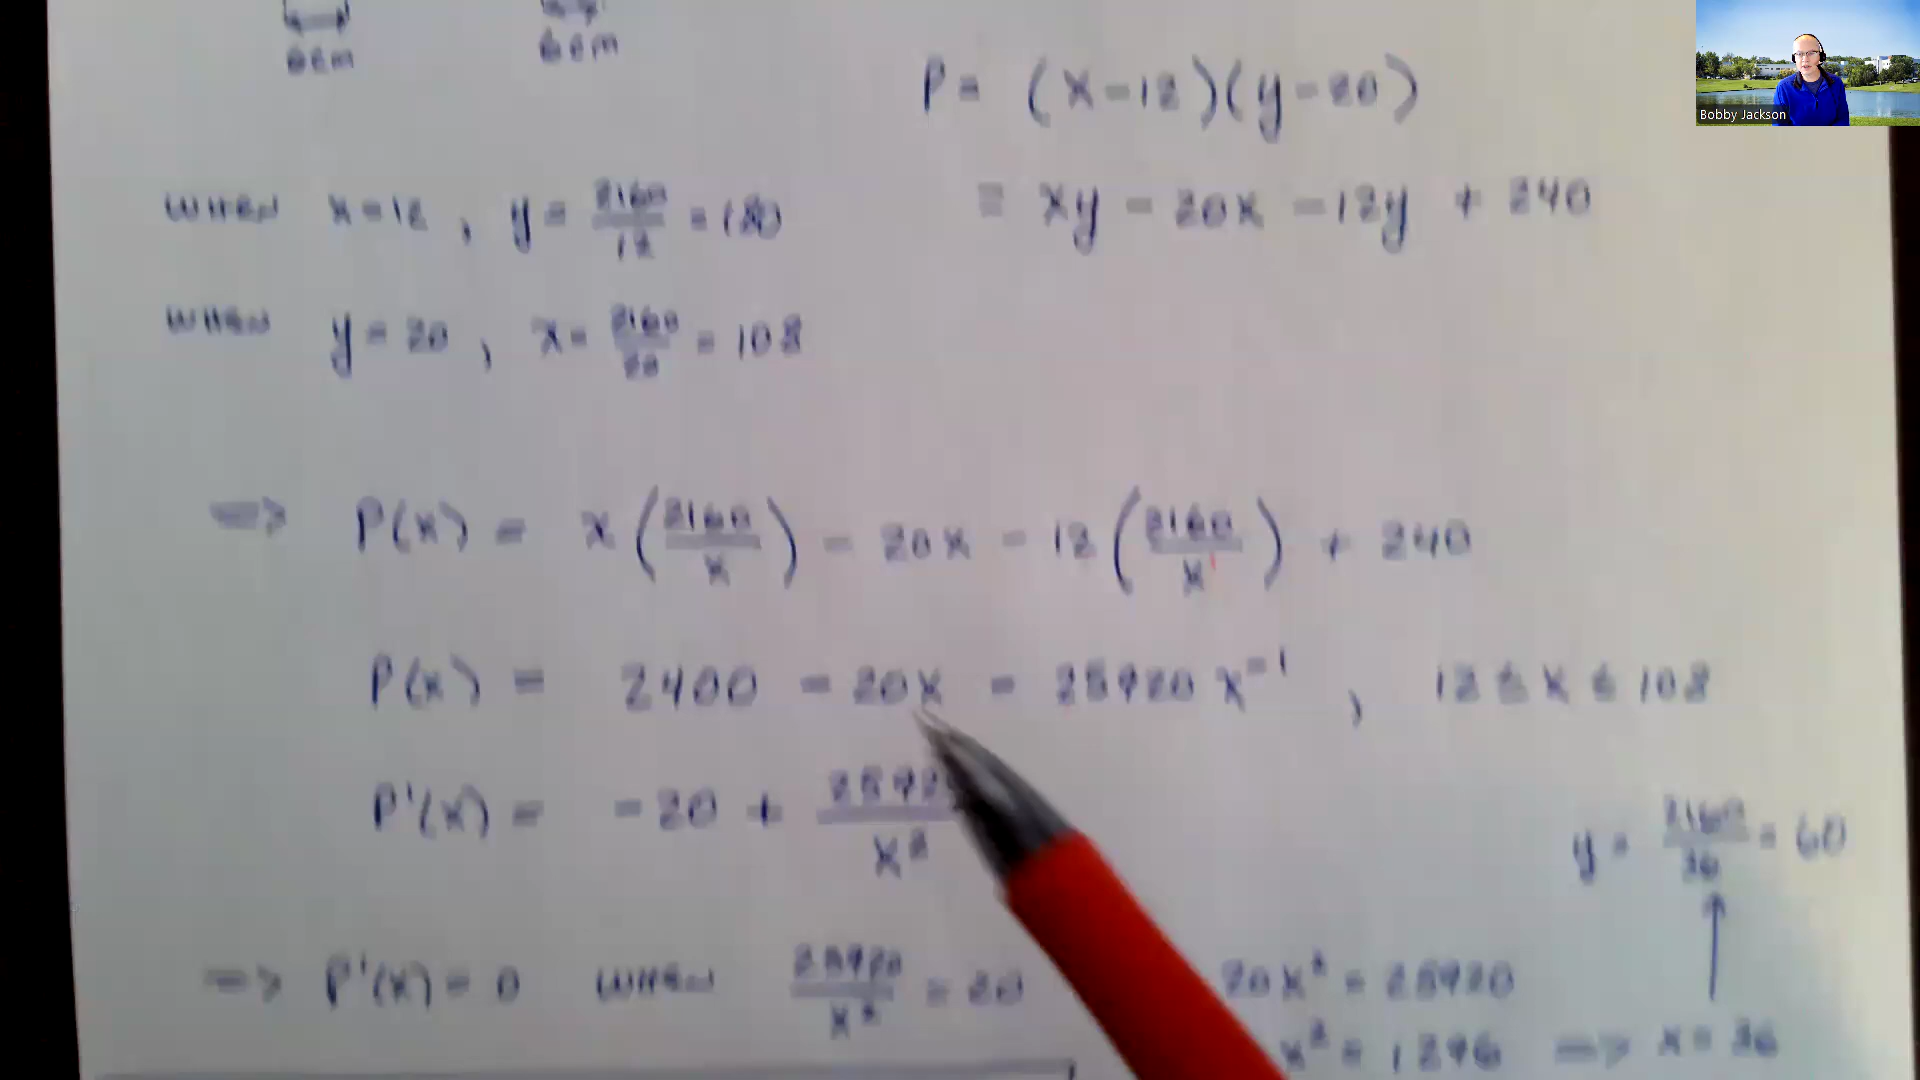 6cm 6cm
P = (x-12)(y-20)
Bobby Jackson
= xy - 20x - 12y + 240
WHEN x=12 , y = 2160/12 = 180
WHEN y = 20 , x = 2160/20 = 108
=> P(x) = x(2160/x) - 20x - 12(2160/x) + 240
P(x) = 2400 - 20x - 25920x⁻¹ , 12 ≤ x ≤ 108
P'(x) = -20 + 2592 / x²
y = 2160/36 = 60
=> P'(x) = 0 WHEN 25920/x² = 20
20x² = 25920
x² = 1296 => x = 36